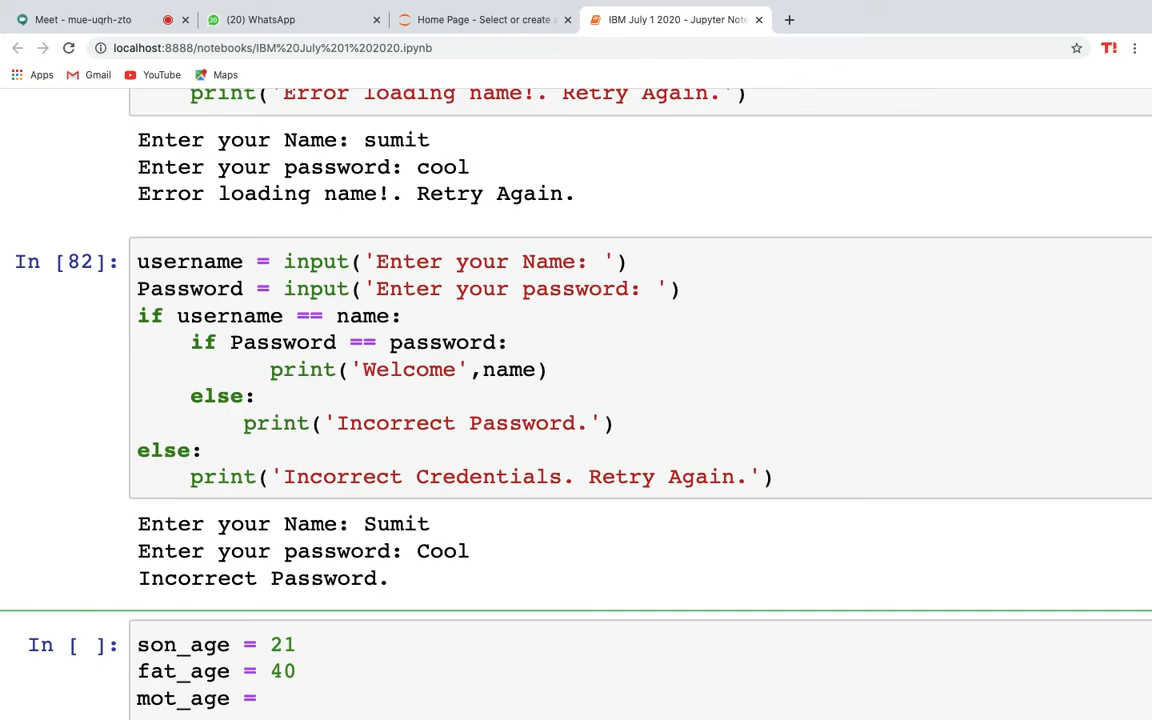 Meet - mue-uqrh-zto
(20) WhatsApp
Home Page - Select or create a
IBM July 1 2020 - Jupyter Note
localhost:8888/notebooks/IBM%20July%201%202020.ipynb
Apps Gmail YouTube Maps
print('Error loading name!. Retry Again.')
Enter your Name: sumit
Enter your password: cool
Error loading name!. Retry Again.
In [82]: username = input('Enter your Name: ')
Password = input('Enter your password: ')
if username == name:
if Password == password:
print('Welcome',name)
else:
print('Incorrect Password.')
else:
print('Incorrect Credentials. Retry Again.')
Enter your Name: Sumit
Enter your password: Cool
Incorrect Password.
In [ ]: son_age = 21
fat_age = 40
mot_age =